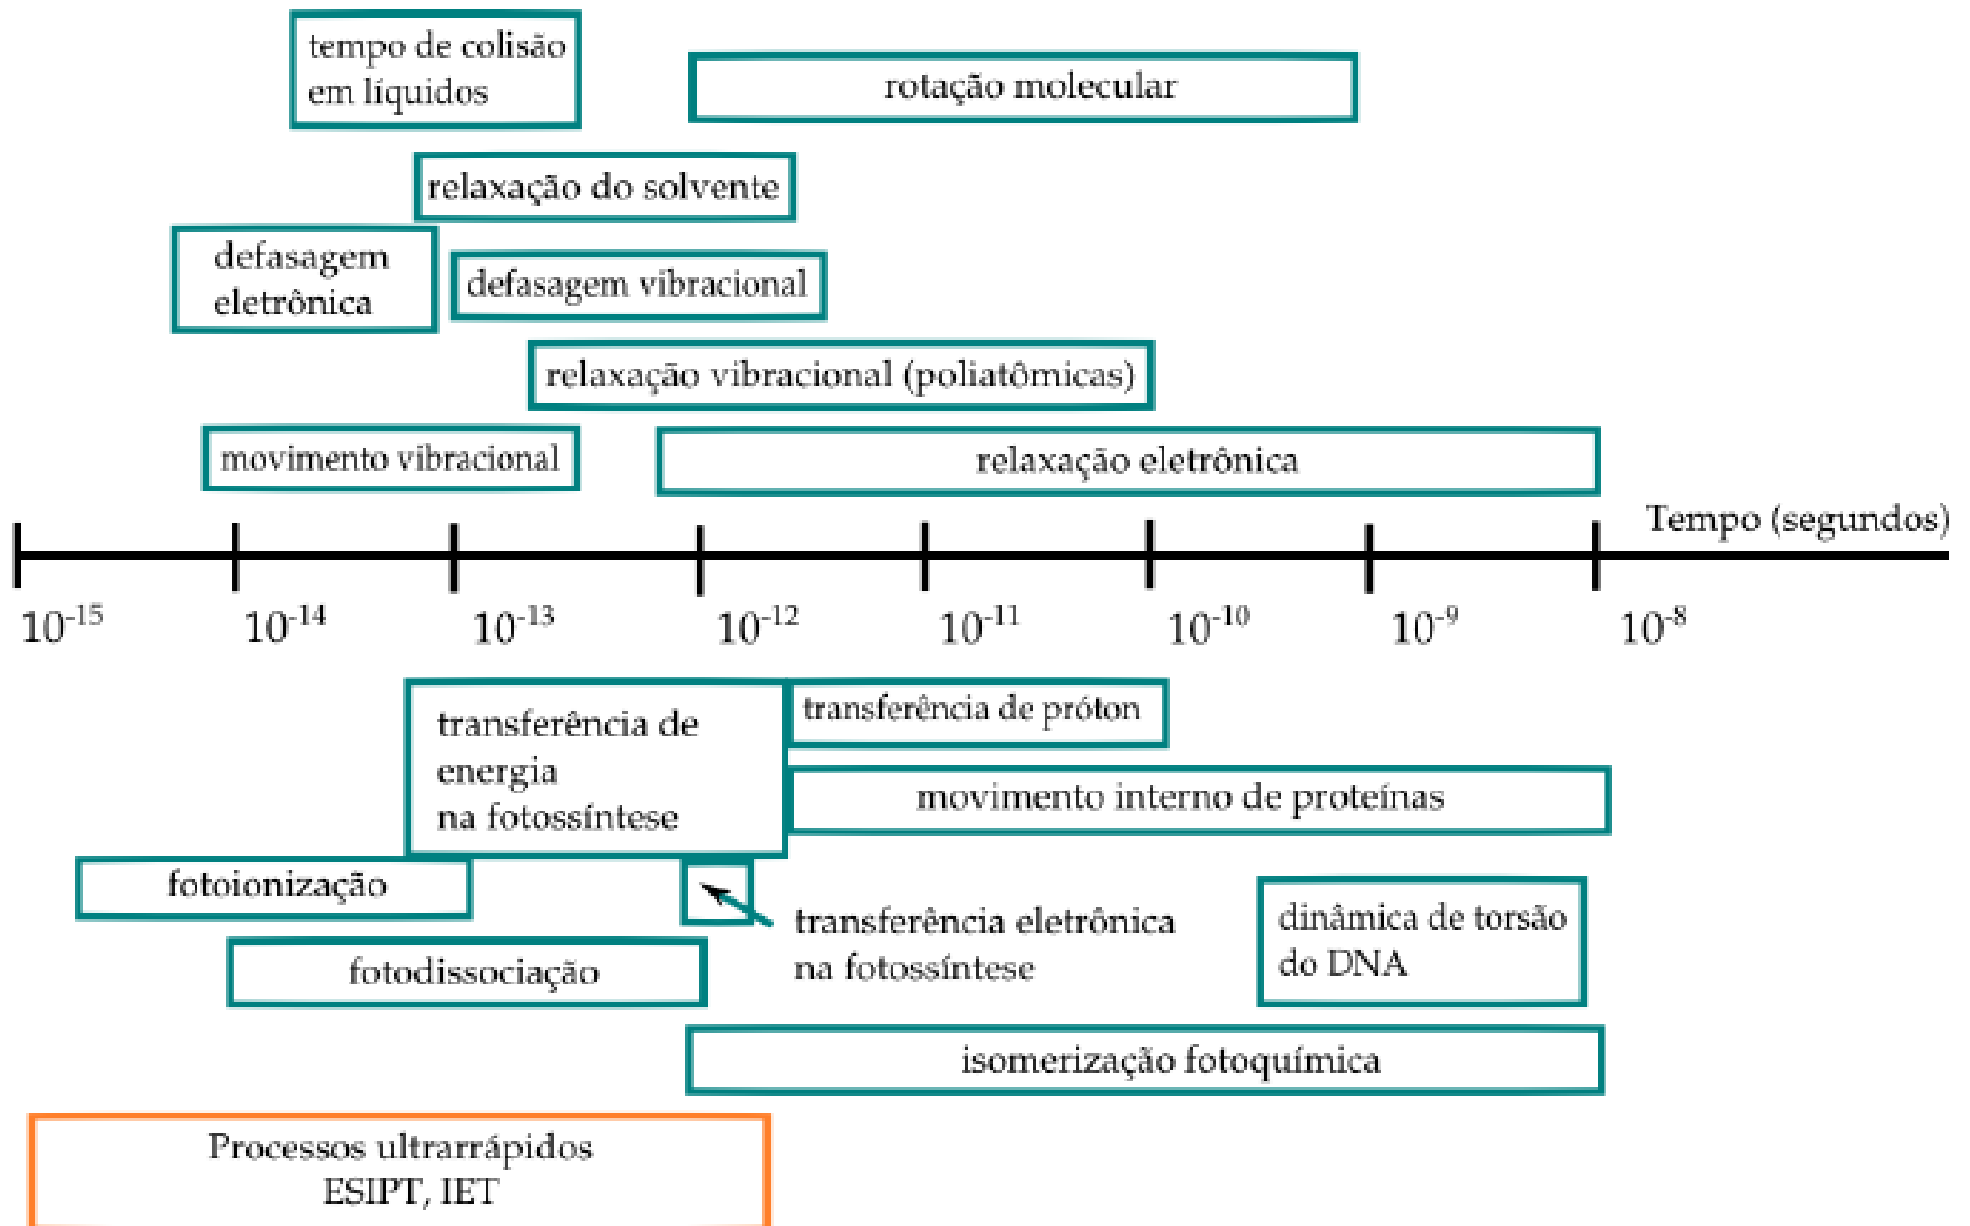 tempo de colisão
em líquidos
rotação molecular
relaxação do solvente
defasagem
eletrônica
defasagem vibracional
relaxação vibracional (poliatômicas)
movimento vibracional
relaxação eletrônica
Tempo (segundos)
10⁻¹⁵ 10⁻¹⁴ 10⁻¹³ 10⁻¹² 10⁻¹¹ 10⁻¹⁰ 10⁻⁹ 10⁻⁸
transferência de
energia
na fotossíntese
transferência de próton
movimento interno de proteínas
fotoionização
transferência eletrônica
na fotossíntese
dinâmica de torsão
do DNA
fotodissociação
isomerização fotoquímica
Processos ultrarrápidos
ESIPT, IET